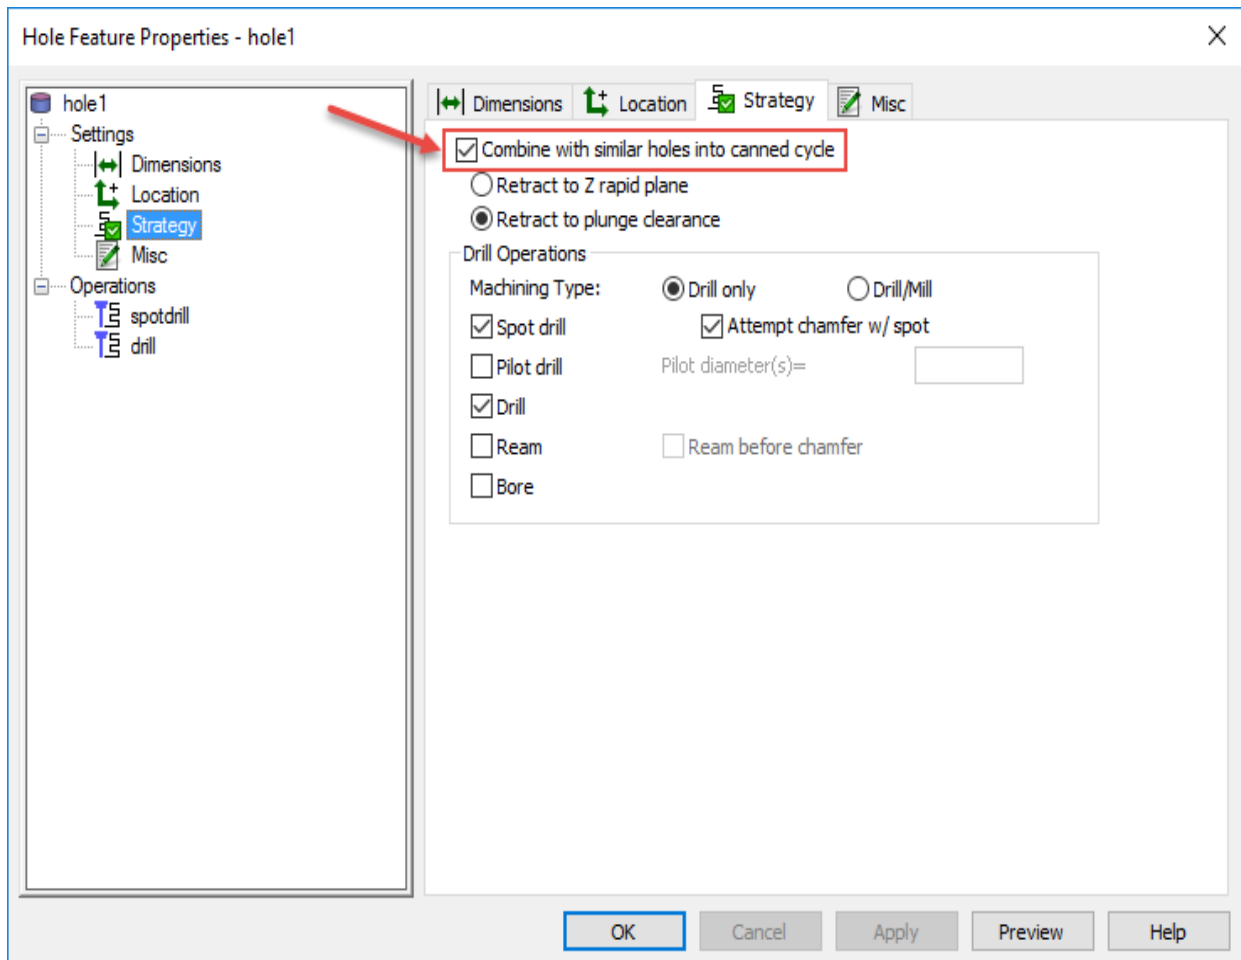 Hole Feature Properties - hole1
hole1
Settings
Dimensions
Location
Strategy
Misc
Operations
spotdrill
drill
Dimensions Location Strategy Misc
Combine with similar holes into canned cycle
Retract to Z rapid plane
Retract to plunge clearance
Drill Operations
Machining Type: Drill only Drill/Mill
Spot drill Attempt chamfer w/ spot
Pilot drill Pilot diameter(s)=
Drill
Ream Ream before chamfer
Bore
OK Cancel Apply Preview Help